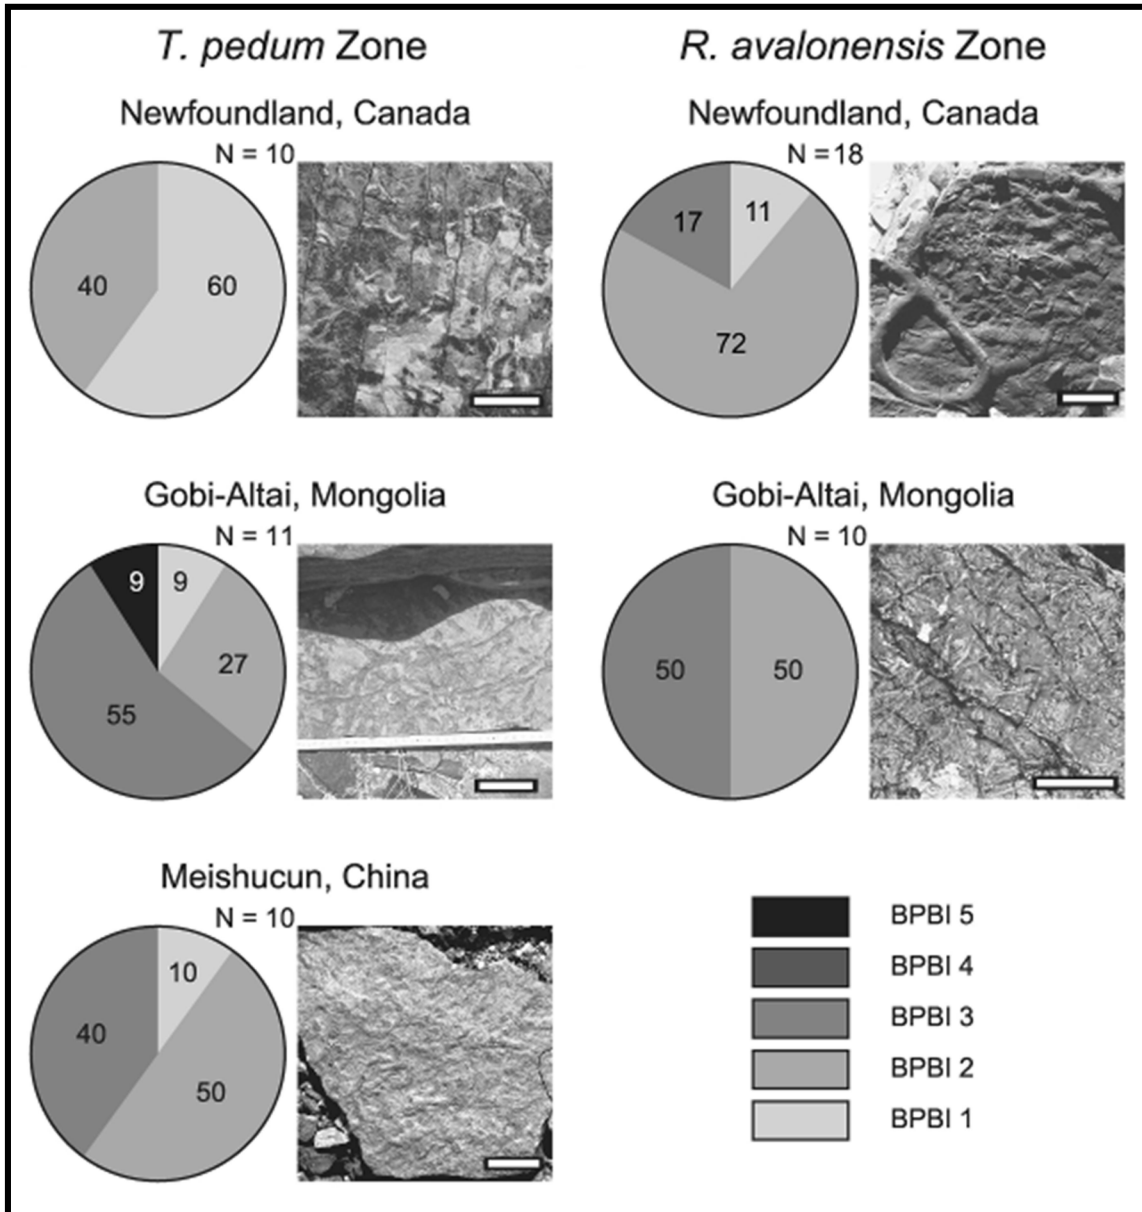 T. pedum Zone
R. avalonensis Zone
Newfoundland, Canada
N = 10
40
60
Newfoundland, Canada
N = 18
17
11
72
Gobi-Altai, Mongolia
N = 11
9
9
27
55
Gobi-Altai, Mongolia
N = 10
50
50
Meishucun, China
N = 10
10
40
50
BPBI 5
BPBI 4
BPBI 3
BPBI 2
BPBI 1